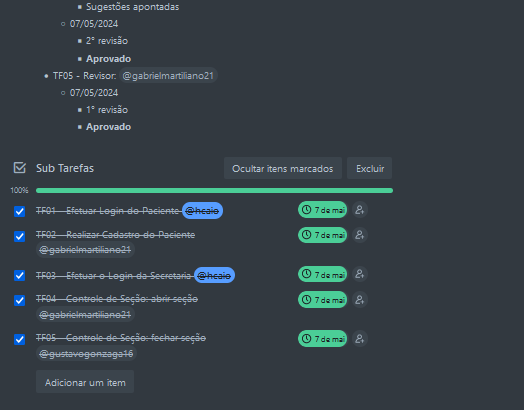 Sugestões apontadas
07/05/2024
2° revisão
Aprovado
TF05 - Revisor: @gabrielmartiliano21
07/05/2024
1° revisão
Aprovado
Sub Tarefas
Ocultar itens marcados
Excluir
100%
TF01 - Efetuar Login do Paciente @hcaio
7 de mai
TF02 - Realizar Cadastro do Paciente
@gabrielmartiliano21
7 de mai
TF03 - Efetuar o Login da Secretaria @hcaio
7 de mai
TF04 - Controle de Seção: abrir seção
@gabrielmartiliano21
7 de mai
TF05 - Controle de Seção: fechar seção
@gustavogonzaga16
7 de mai
Adicionar um item